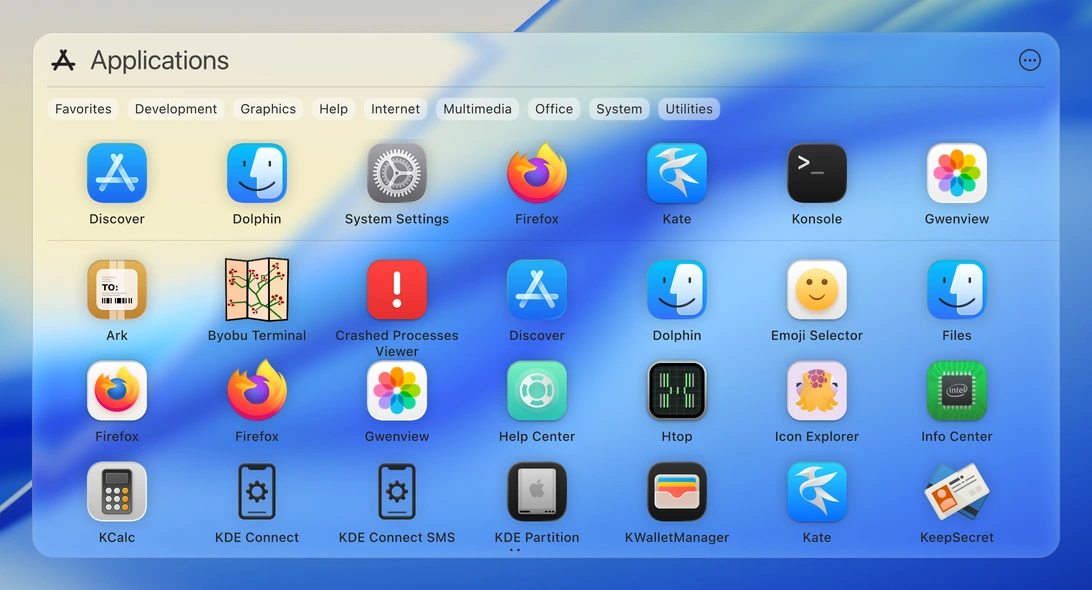 Applications
Favorites Development Graphics Help Internet Multimedia Office System Utilities
Discover Dolphin System Settings Firefox Kate Konsole Gwenview
TO:
intel
Ark Byobu Terminal Crashed Processes Viewer Discover Dolphin Emoji Selector Files
Firefox Firefox Gwenview Help Center Htop Icon Explorer Info Center
KCalc KDE Connect KDE Connect SMS KDE Partition KWalletManager Kate KeepSecret